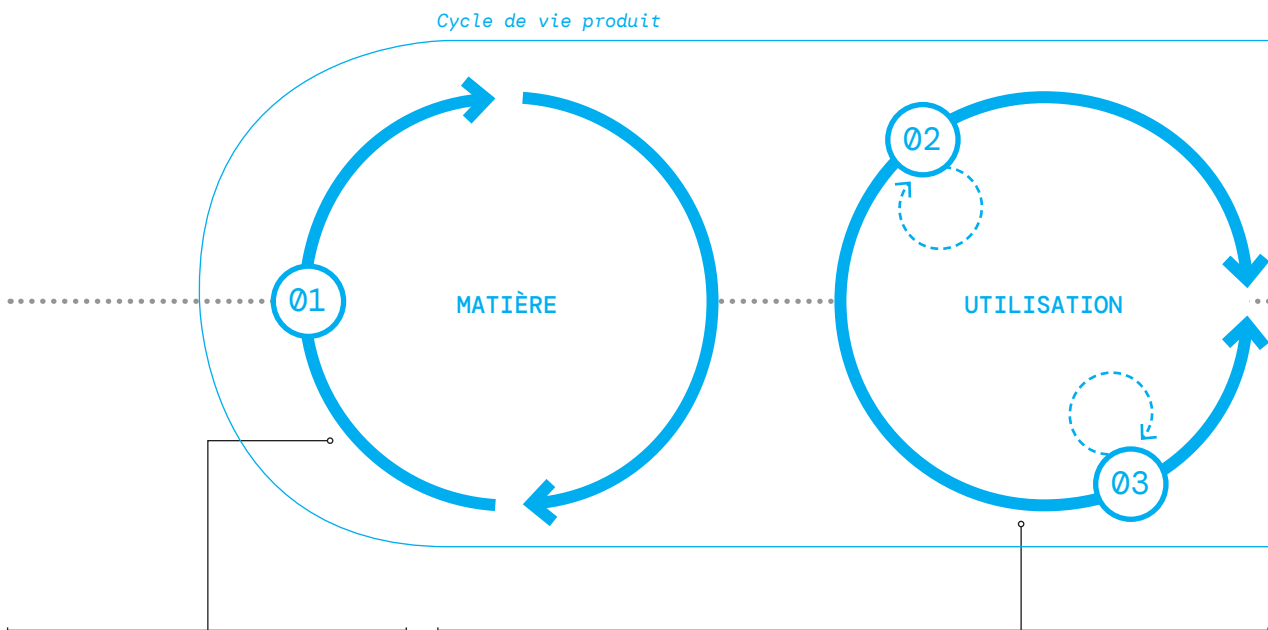 Cycle de vie produit
02
01
MATIÈRE
UTILISATION
03